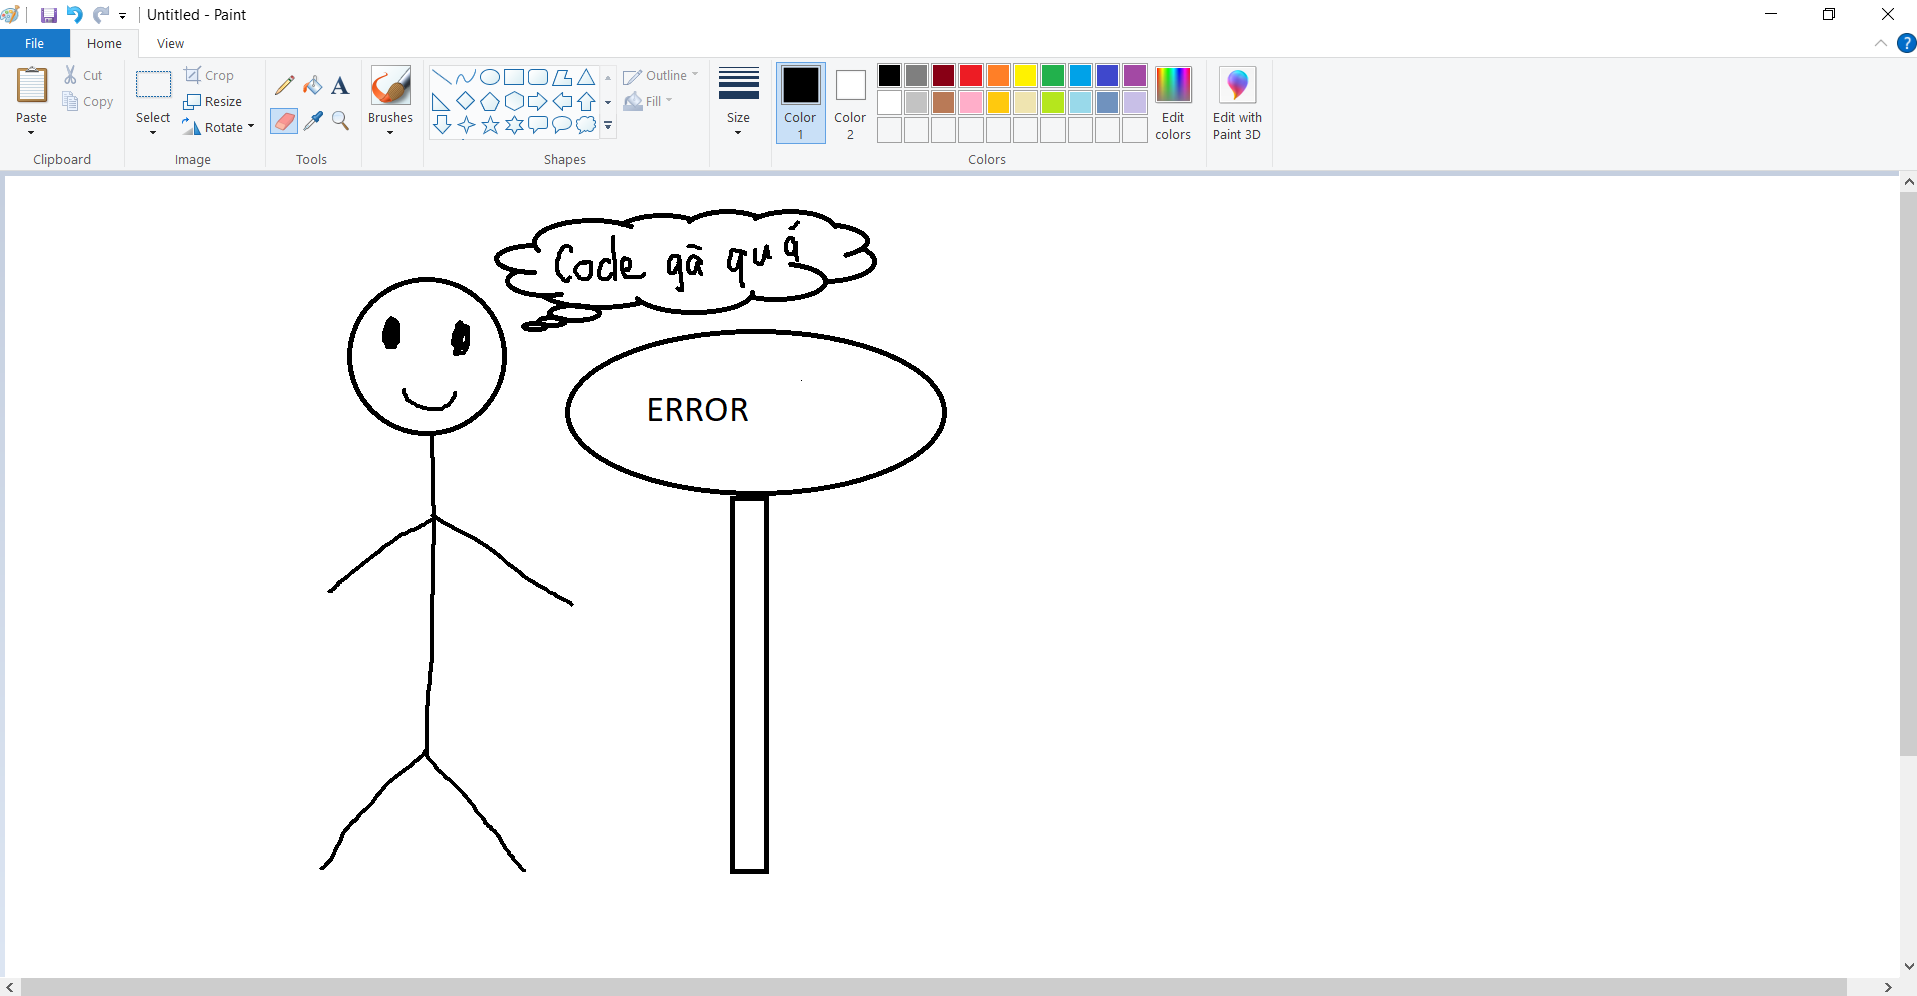 Untitled - Paint
File
Home
View
Paste
Cut
Copy
Clipboard
Select
Crop
Resize
Rotate
Image
A
Tools
Brushes
Outline
Fill
Shapes
Size
Color 1
Color 2
Edit colors
Colors
Edit with Paint 3D
?
Code gà quá
ERROR